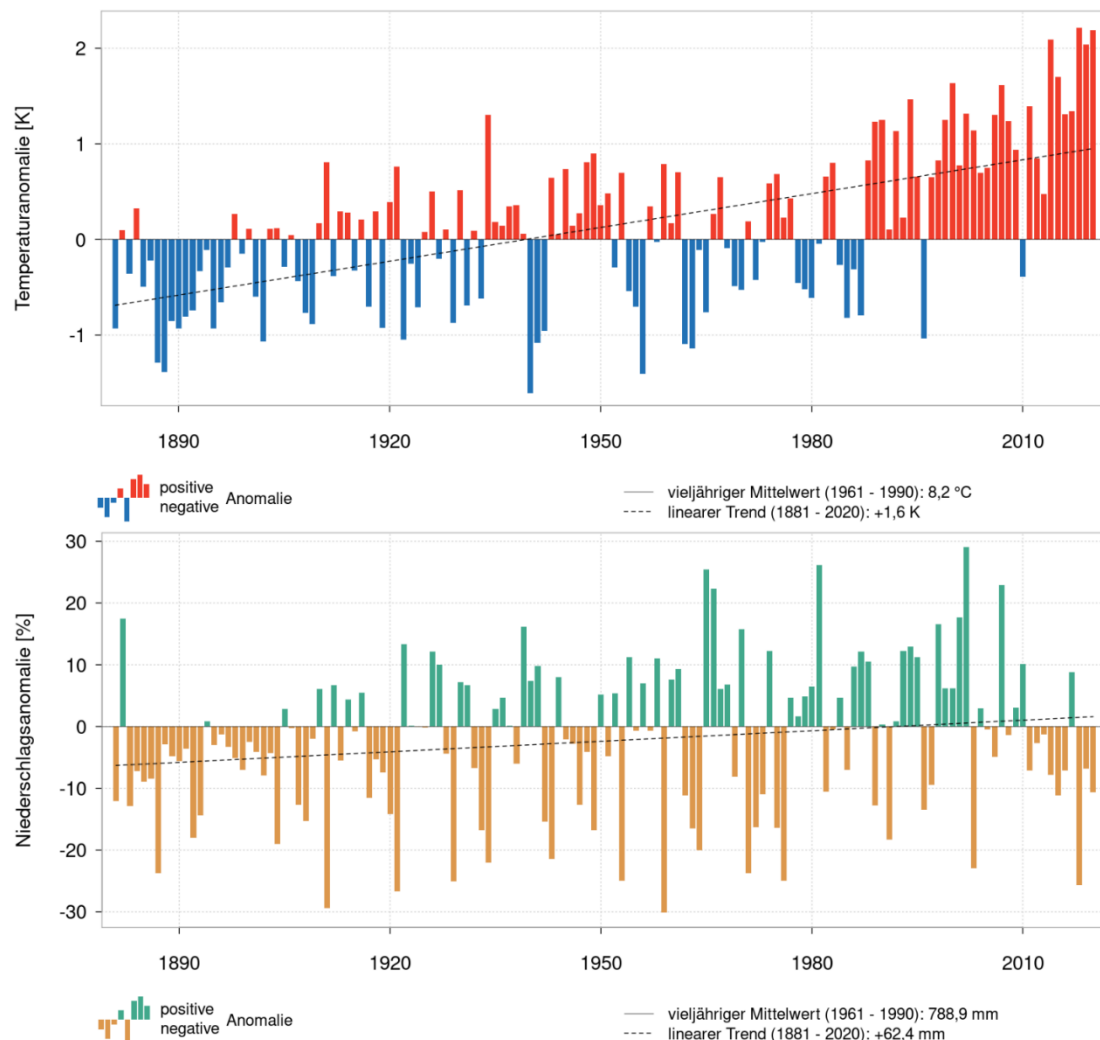 Temperaturanomalie [K]
2
1
0
-1
1890 1920 1950 1980 2010
positive
negative
Anomalie
vieljähriger Mittelwert (1961 - 1990): 8,2 °C
linearer Trend (1881 - 2020): +1,6 K
Niederschlagsanomalie [%]
30
20
10
0
-10
-20
-30
1890 1920 1950 1980 2010
positive
negative
Anomalie
vieljähriger Mittelwert (1961 - 1990): 788,9 mm
linearer Trend (1881 - 2020): +62,4 mm